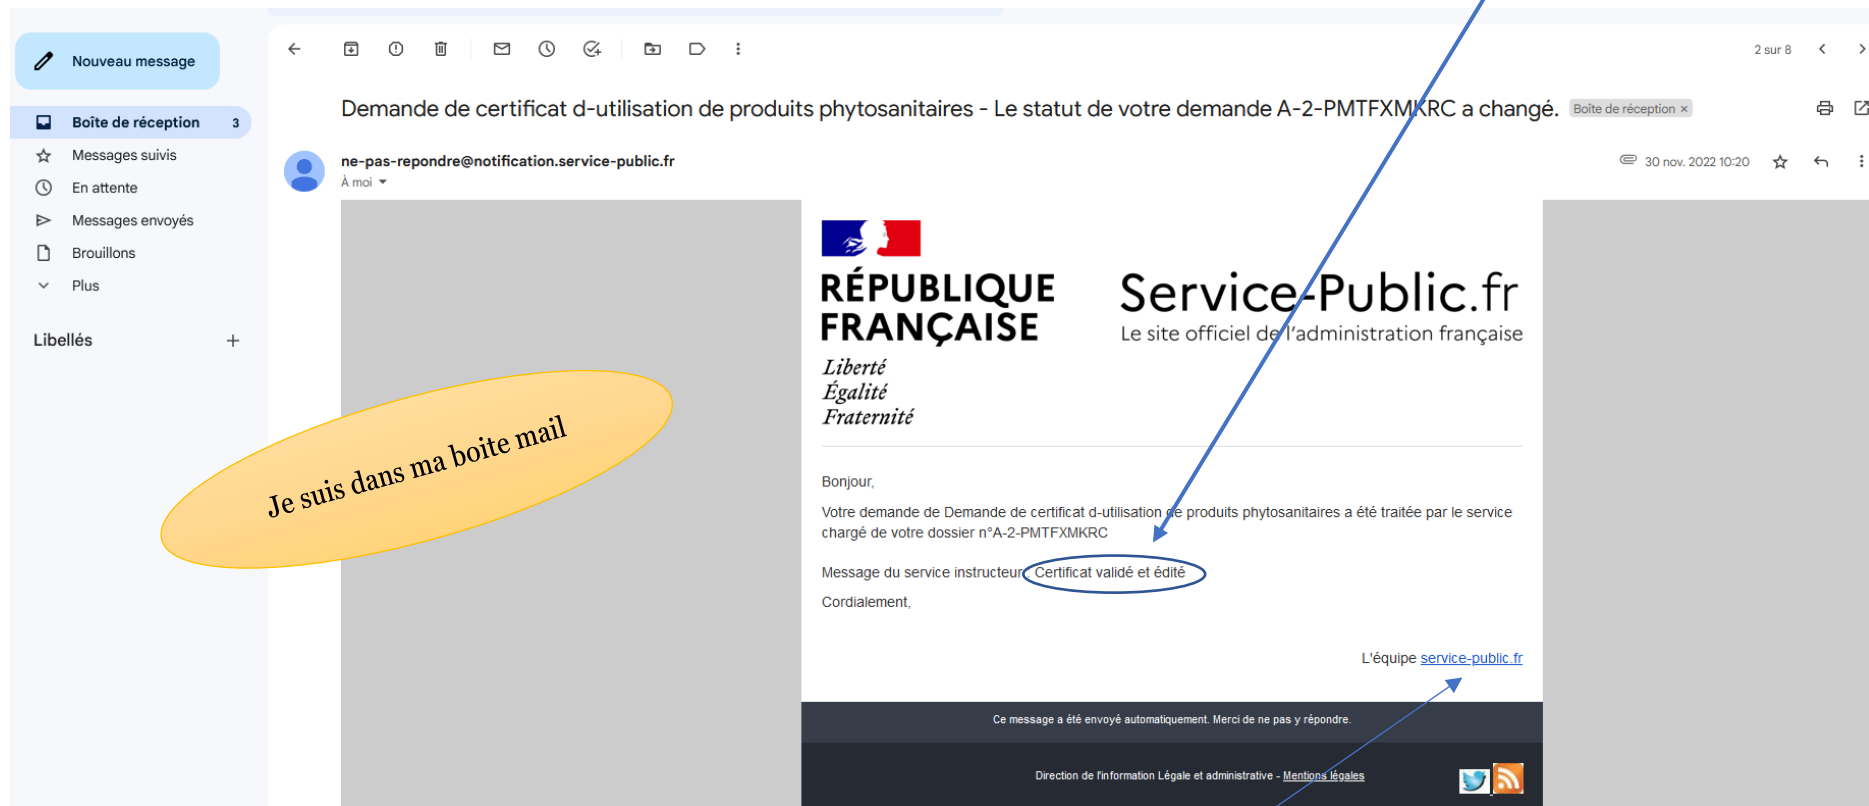 Nouveau message
2 sur 8
Demande de certificat d-utilisation de produits phytosanitaires - Le statut de votre demande A-2-PMTFXMKRC a changé.
Boîte de réception ×
Boîte de réception 3
Messages suivis
En attente
Messages envoyés
Brouillons
Plus
Libellés
ne-pas-repondre@notification.service-public.fr
30 nov. 2022 10:20
À moi
RÉPUBLIQUE
FRANÇAISE
Liberté
Égalité
Fraternité
Service-Public.fr
Le site officiel de l'administration française
Je suis dans ma boite mail
Bonjour,
Votre demande de Demande de certificat d-utilisation de produits phytosanitaires a été traitée par le service
chargé de votre dossier n°A-2-PMTFXMKRC
Message du service instructeur : Certificat validé et édité
Cordialement,
L'équipe service-public.fr
Ce message a été envoyé automatiquement. Merci de ne pas y répondre.
Direction de l'information Légale et administrative - Mentions légales